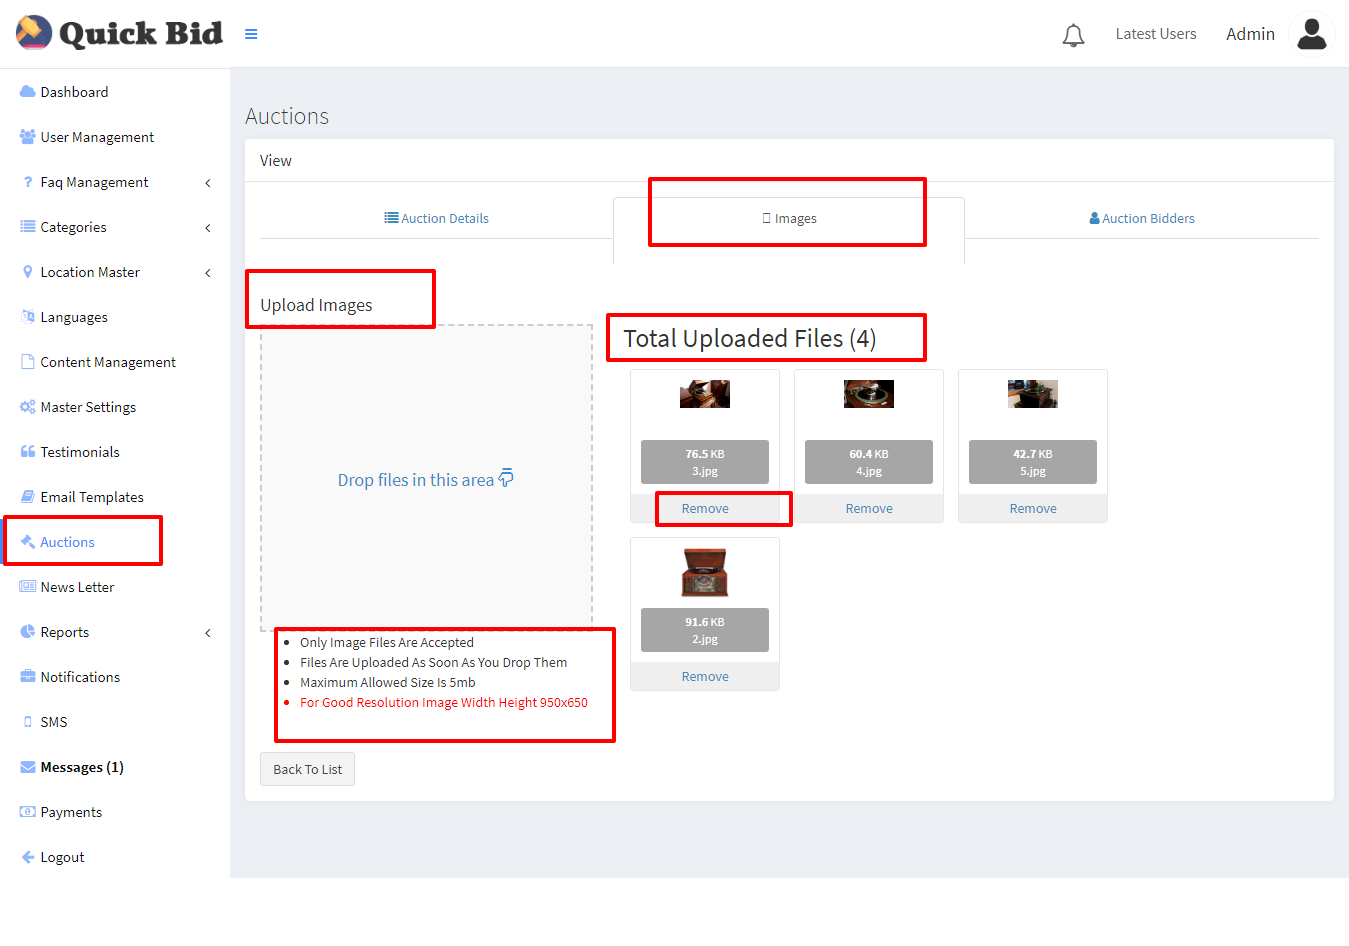 Quick Bid
Latest Users
Admin
Dashboard
User Management
Faq Management
Categories
Location Master
Languages
Content Management
Master Settings
Testimonials
Email Templates
Auctions
News Letter
Reports
Notifications
SMS
Messages (1)
Payments
Logout
Auctions
View
Auction Details
Images
Auction Bidders
Upload Images
Drop files in this area
Only Image Files Are Accepted
Files Are Uploaded As Soon As You Drop Them
Maximum Allowed Size Is 5mb
For Good Resolution Image Width Height 950x650
Back To List
Total Uploaded Files (4)
76.5 KB
3.jpg
Remove
60.4 KB
4.jpg
Remove
42.7 KB
5.jpg
Remove
91.6 KB
2.jpg
Remove